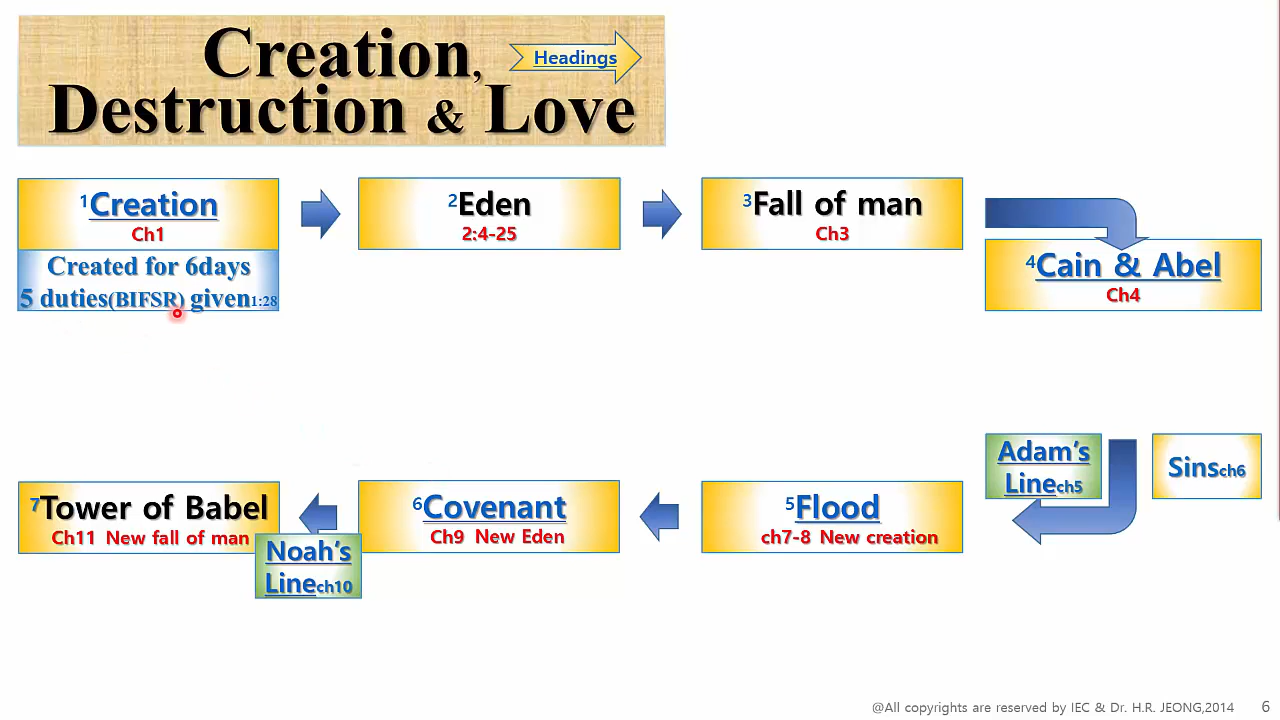 Creation,
Headings
Destruction & Love
1Creation
Ch1
Created for 6days
5 duties(BIFSR) given1:28
2Eden
2:4-25
3Fall of man
Ch3
4Cain & Abel
Ch4
Adam's
Linech5
Sinsch6
5Flood
ch7-8 New creation
6Covenant
Ch9 New Eden
Noah's
Linech10
7Tower of Babel
Ch11 New fall of man
@All copyrights are reserved by IEC & Dr. H.R. JEONG,2014
6